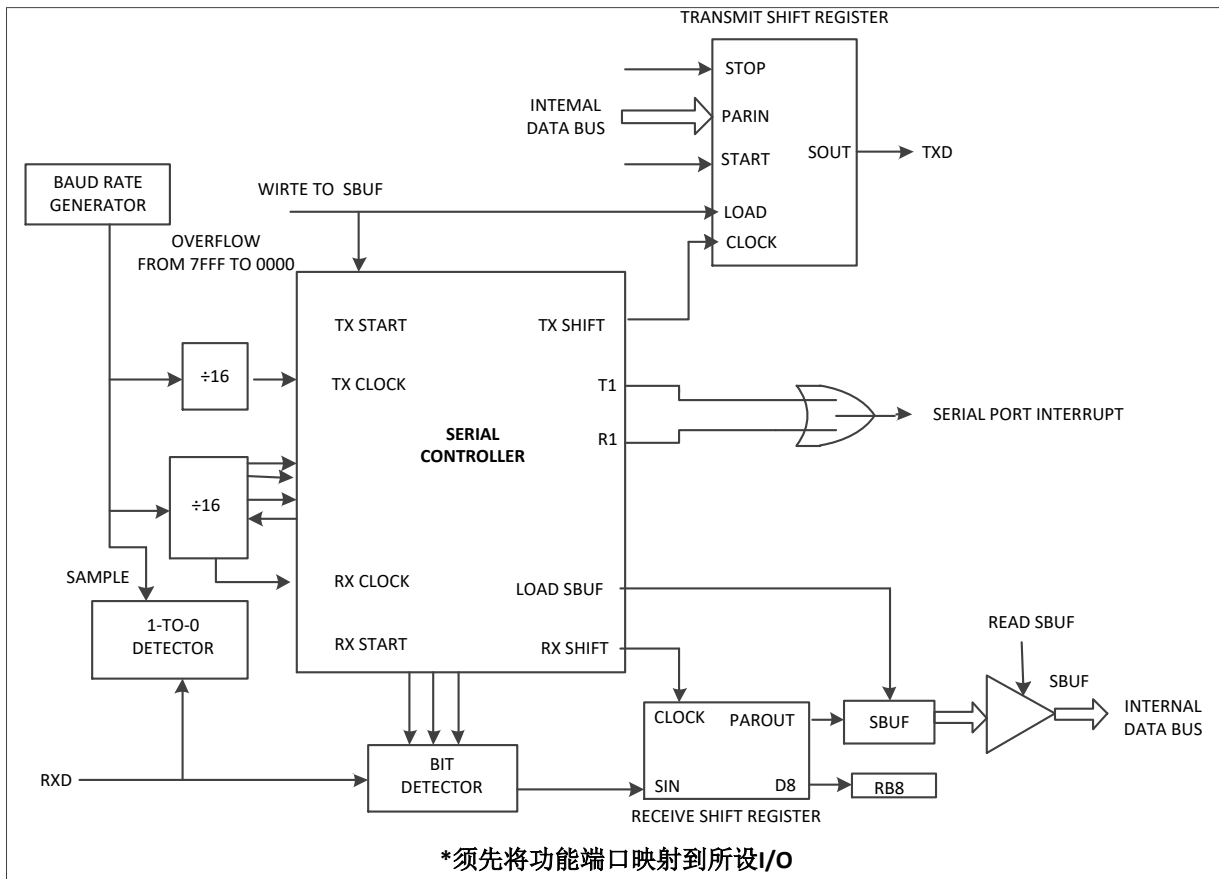 TRANSMIT SHIFT REGISTER
STOP
INTEMAL
DATA BUS
PARIN
START
SOUT
TXD
BAUD RATE
GENERATOR
WIRTE TO SBUF
LOAD
CLOCK
OVERFLOW
FROM 7FFF TO 0000
TX START
TX SHIFT
÷16
TX CLOCK
T1
SERIAL PORT INTERRUPT
SERIAL
CONTROLLER
R1
÷16
SAMPLE
RX CLOCK
LOAD SBUF
1-TO-0
DETECTOR
RX START
RX SHIFT
READ SBUF
SBUF
CLOCK
PAROUT
SBUF
INTERNAL
DATA BUS
RXD
BIT
DETECTOR
SIN
D8
RB8
RECEIVE SHIFT REGISTER
*须先将功能端口映射到所设I/O